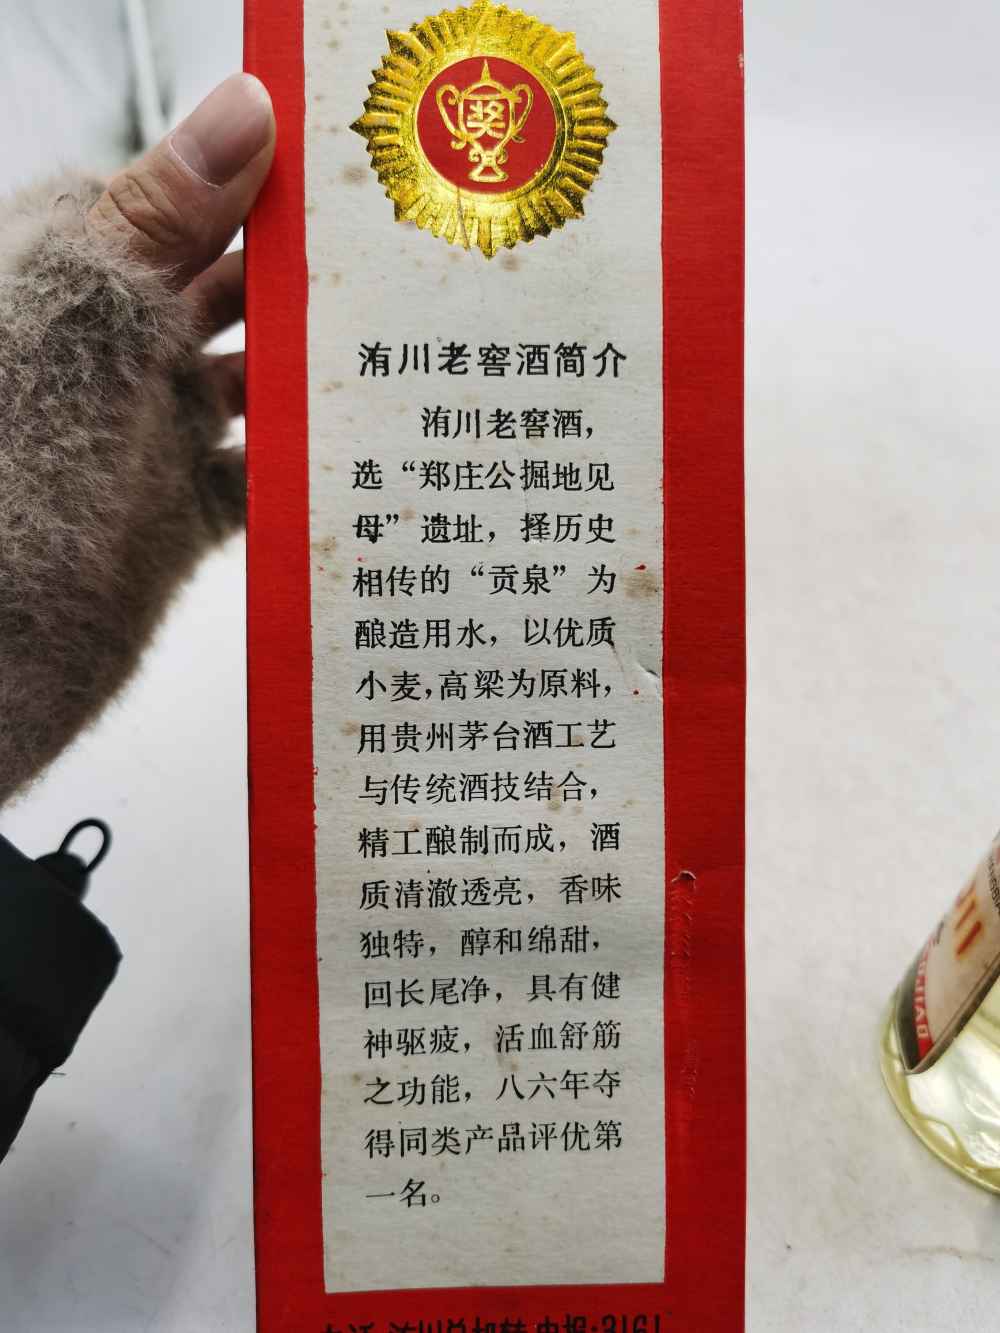 奖
洧川老窖酒简介
洧川老窖酒，
选“郑庄公掘地见
母”遗址，择历史
相传的“贡泉”为
酿造用水，以优质
小麦，高梁为原料，
用贵州茅台酒工艺
与传统酒技结合，
精工酿制而成，酒
质清澈透亮，香味
独特，醇和绵甜，
回长尾净，具有健
神驱疲，活血舒筋
之功能，八六年夺
得同类产品评优第
一名。